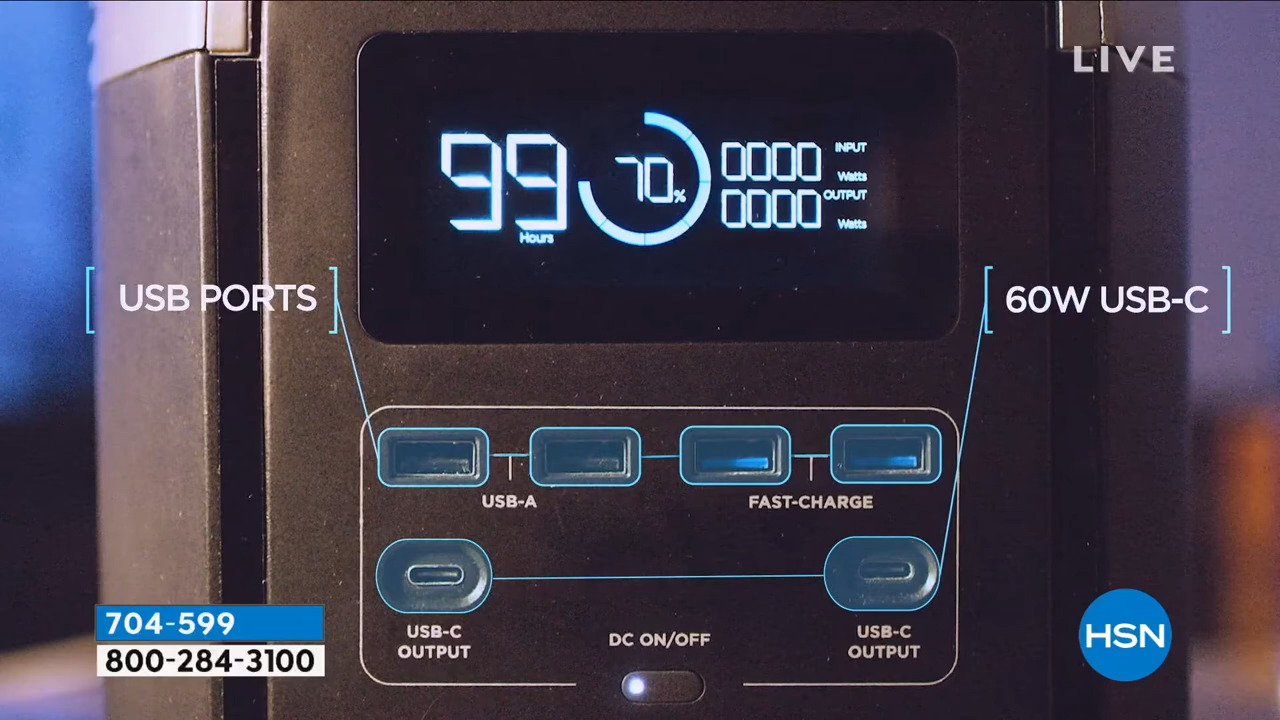 LIVE
99
Hours
70%
0000
INPUT
Watts
0000
OUTPUT
Watts
USB PORTS
60W USB-C
USB-A
FAST-CHARGE
USB-C
OUTPUT
DC ON/OFF
USB-C
OUTPUT
704-599
800-284-3100
HSN